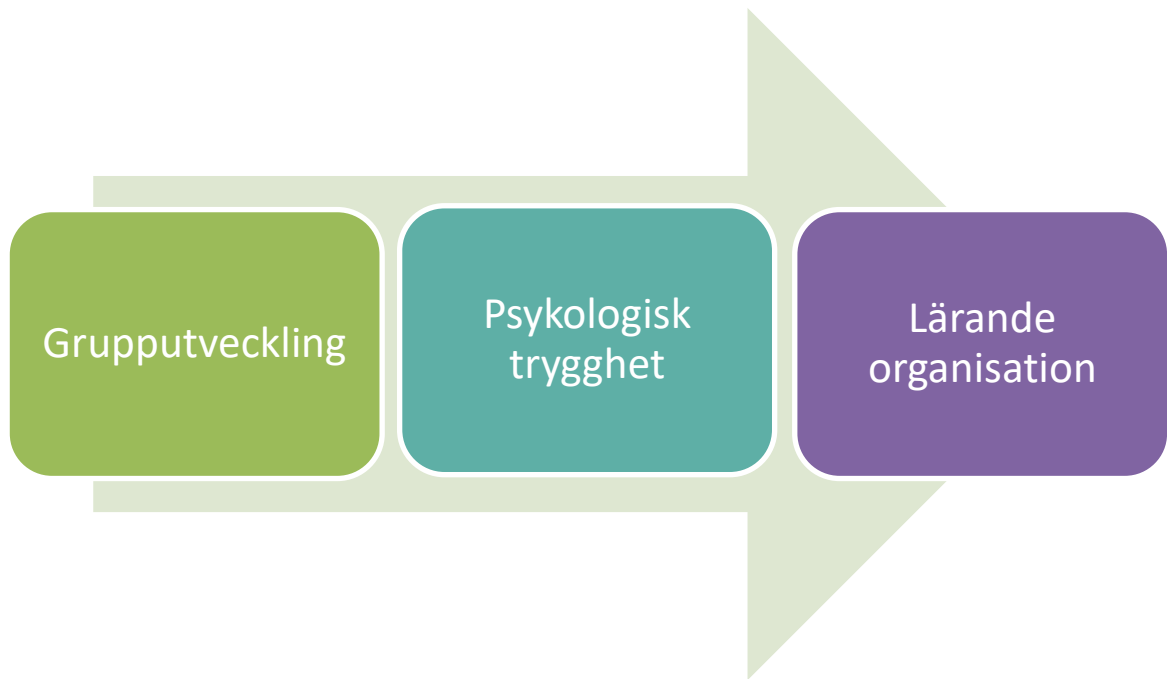 Grupputveckling
Psykologisk
trygghet
Lärande
organisation